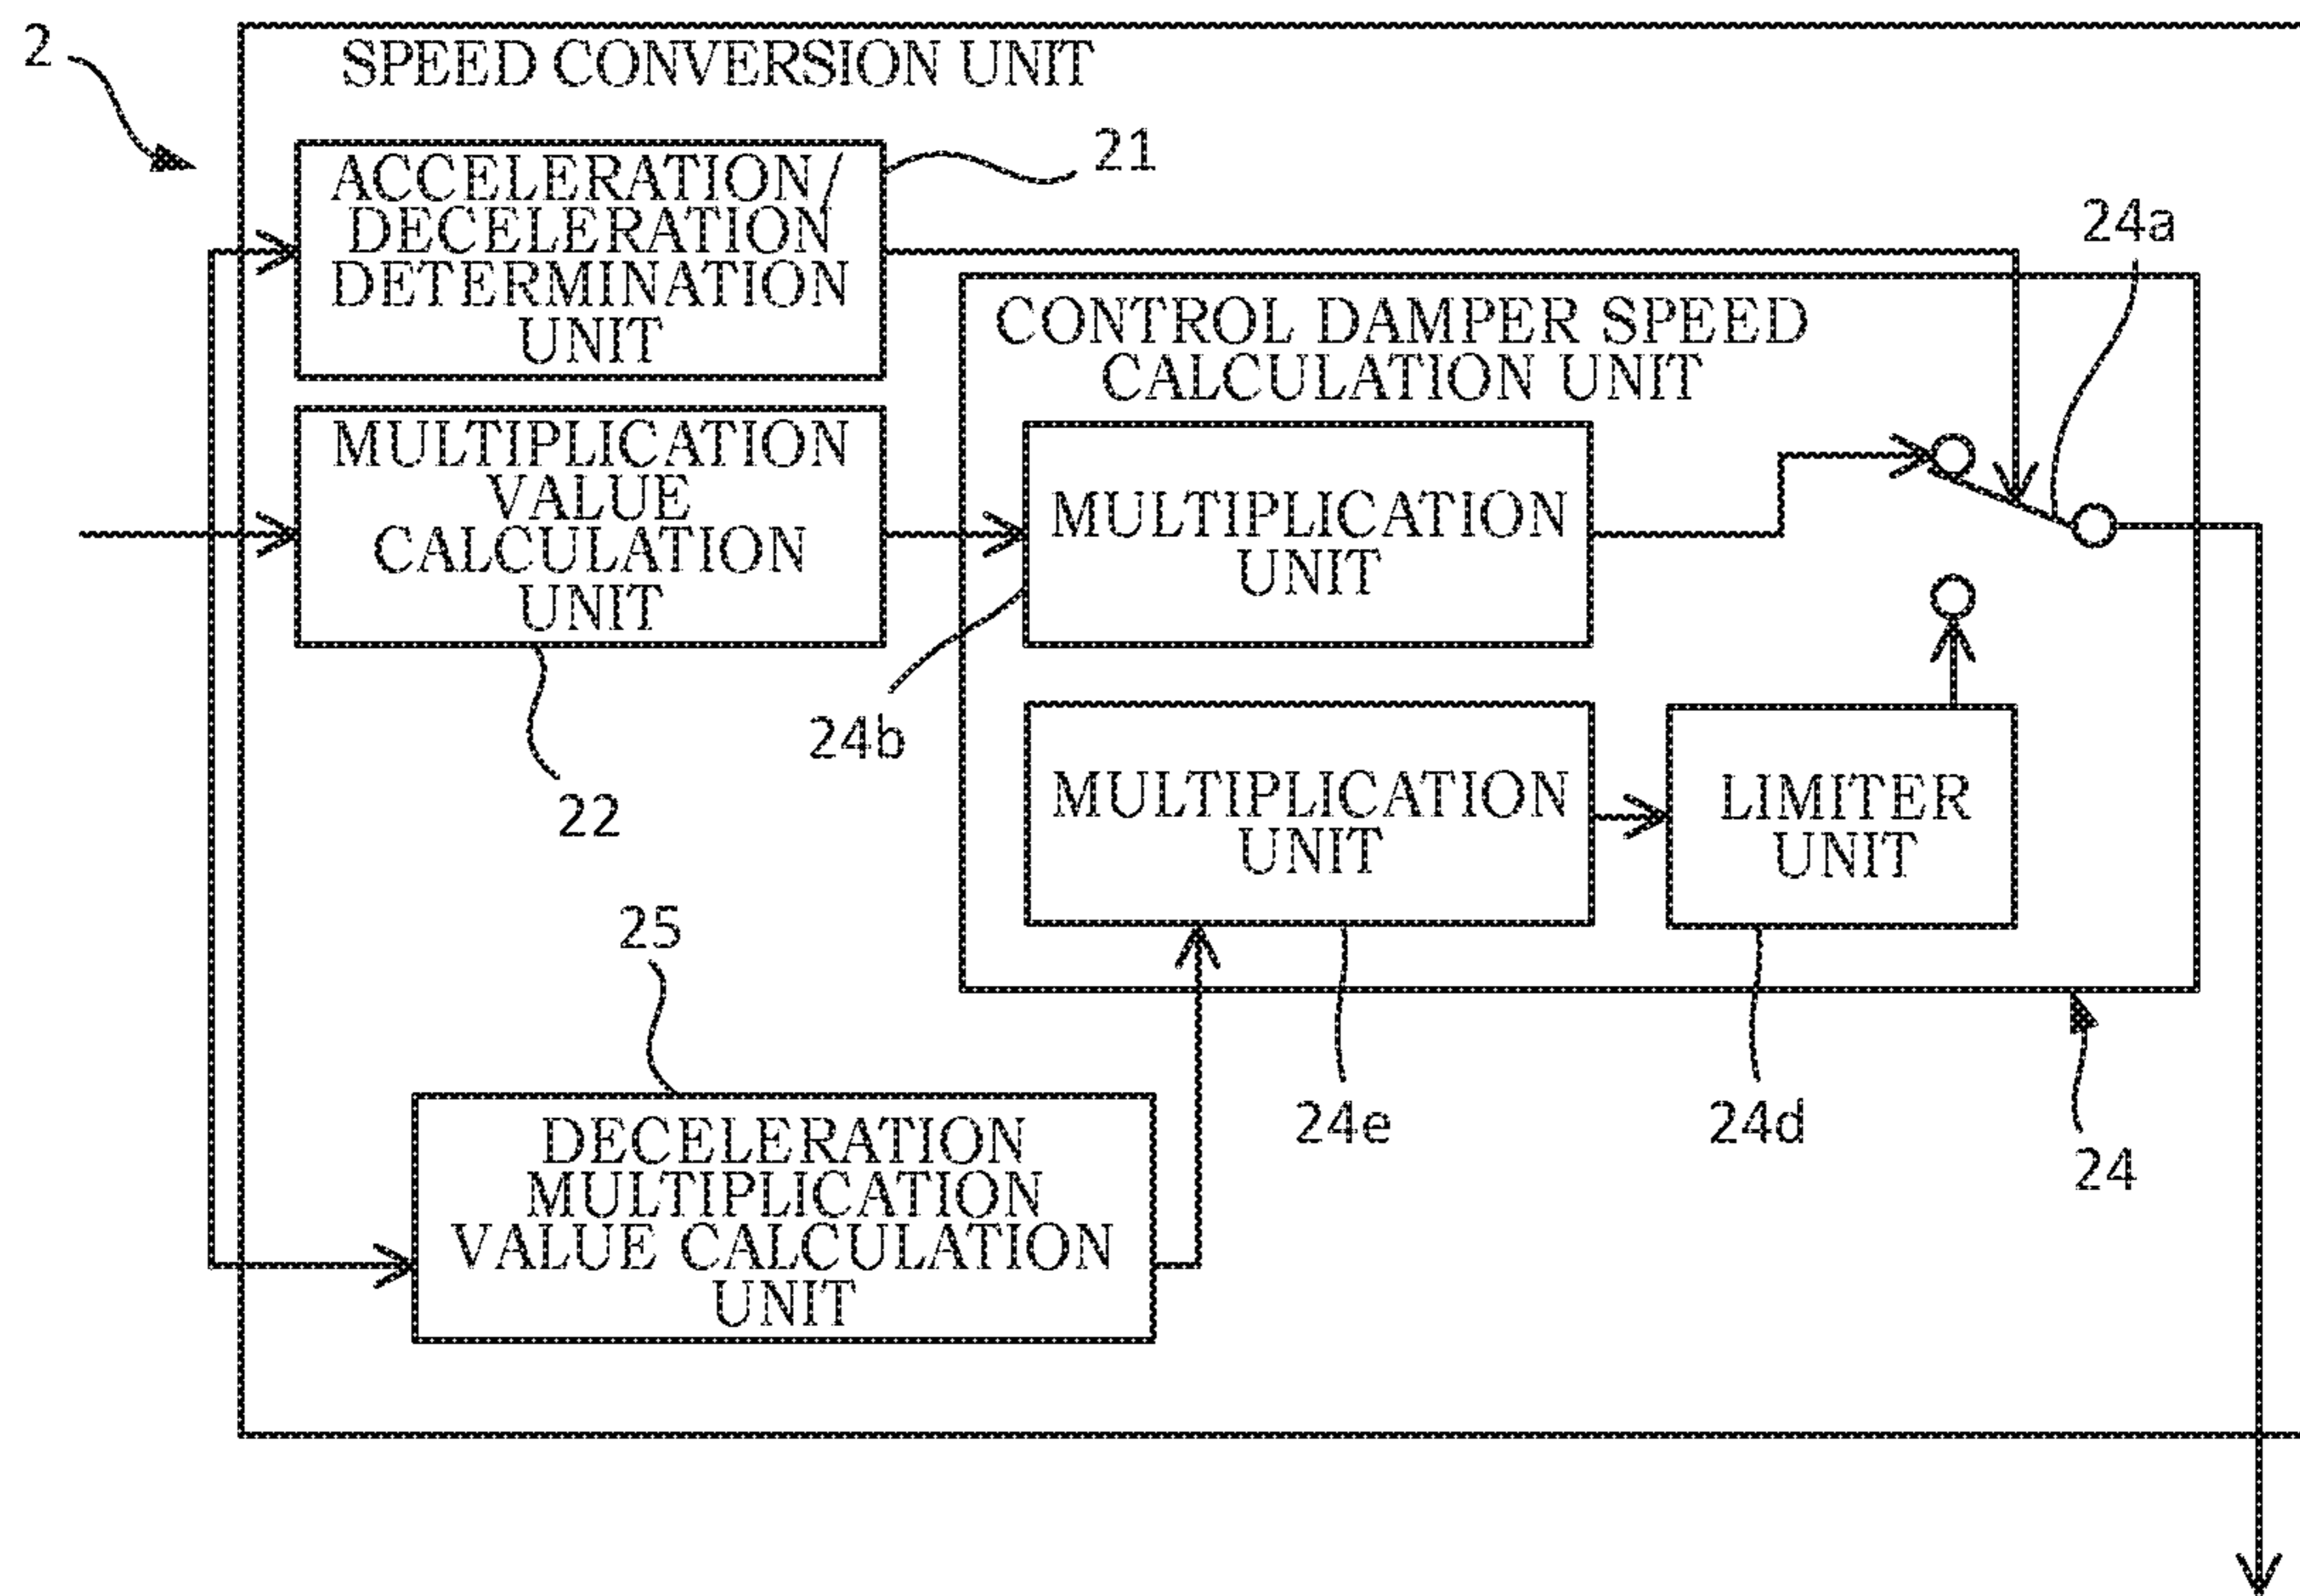 2
SPEED CONVERSION UNIT
ACCELERATION/
DECELERATION
DETERMINATION
UNIT
21
24a
CONTROL DAMPER SPEED
CALCULATION UNIT
MULTIPLICATION
VALUE
CALCULATION
UNIT
22
MULTIPLICATION
UNIT
24b
MULTIPLICATION
UNIT
24e
LIMITER
UNIT
24d
24
25
DECELERATION
MULTIPLICATION
VALUE CALCULATION
UNIT